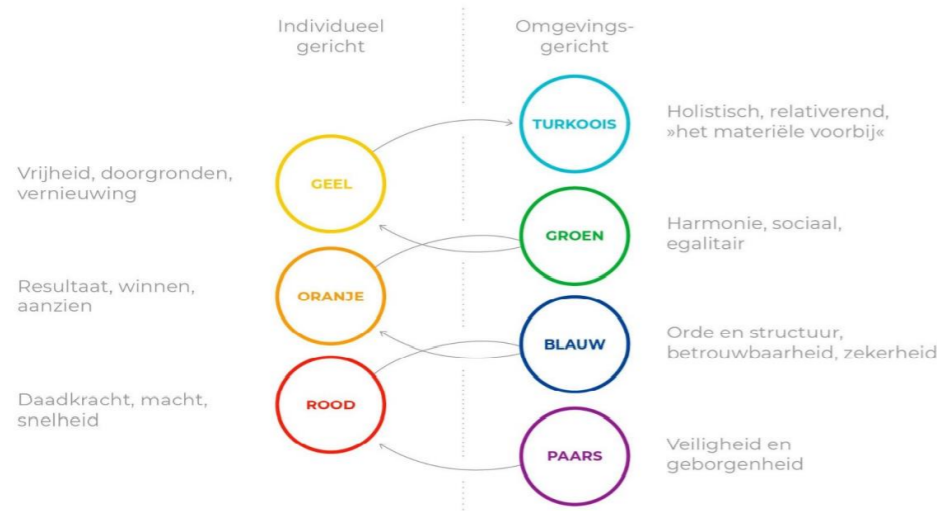 Individueel
gericht
Omgevings-
gericht
TURKOOIS
Holistisch, relativerend,
»het materiële voorbij«
Vrijheid, doorgronden,
vernieuwing
GEEL
GROEN
Harmonie, sociaal,
egalitair
Resultaat, winnen,
aanzien
ORANJE
BLAUW
Orde en structuur,
betrouwbaarheid, zekerheid
Daadkracht, macht,
snelheid
ROOD
PAARS
Veiligheid en
geborgenheid